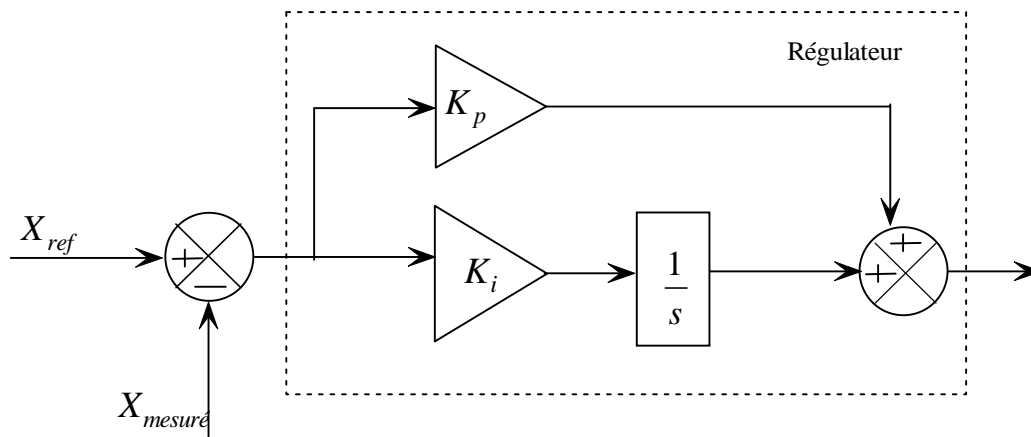 Régulateur
K_p
X_ref
+
−
X_mesuré
K_i
1/s
+
+